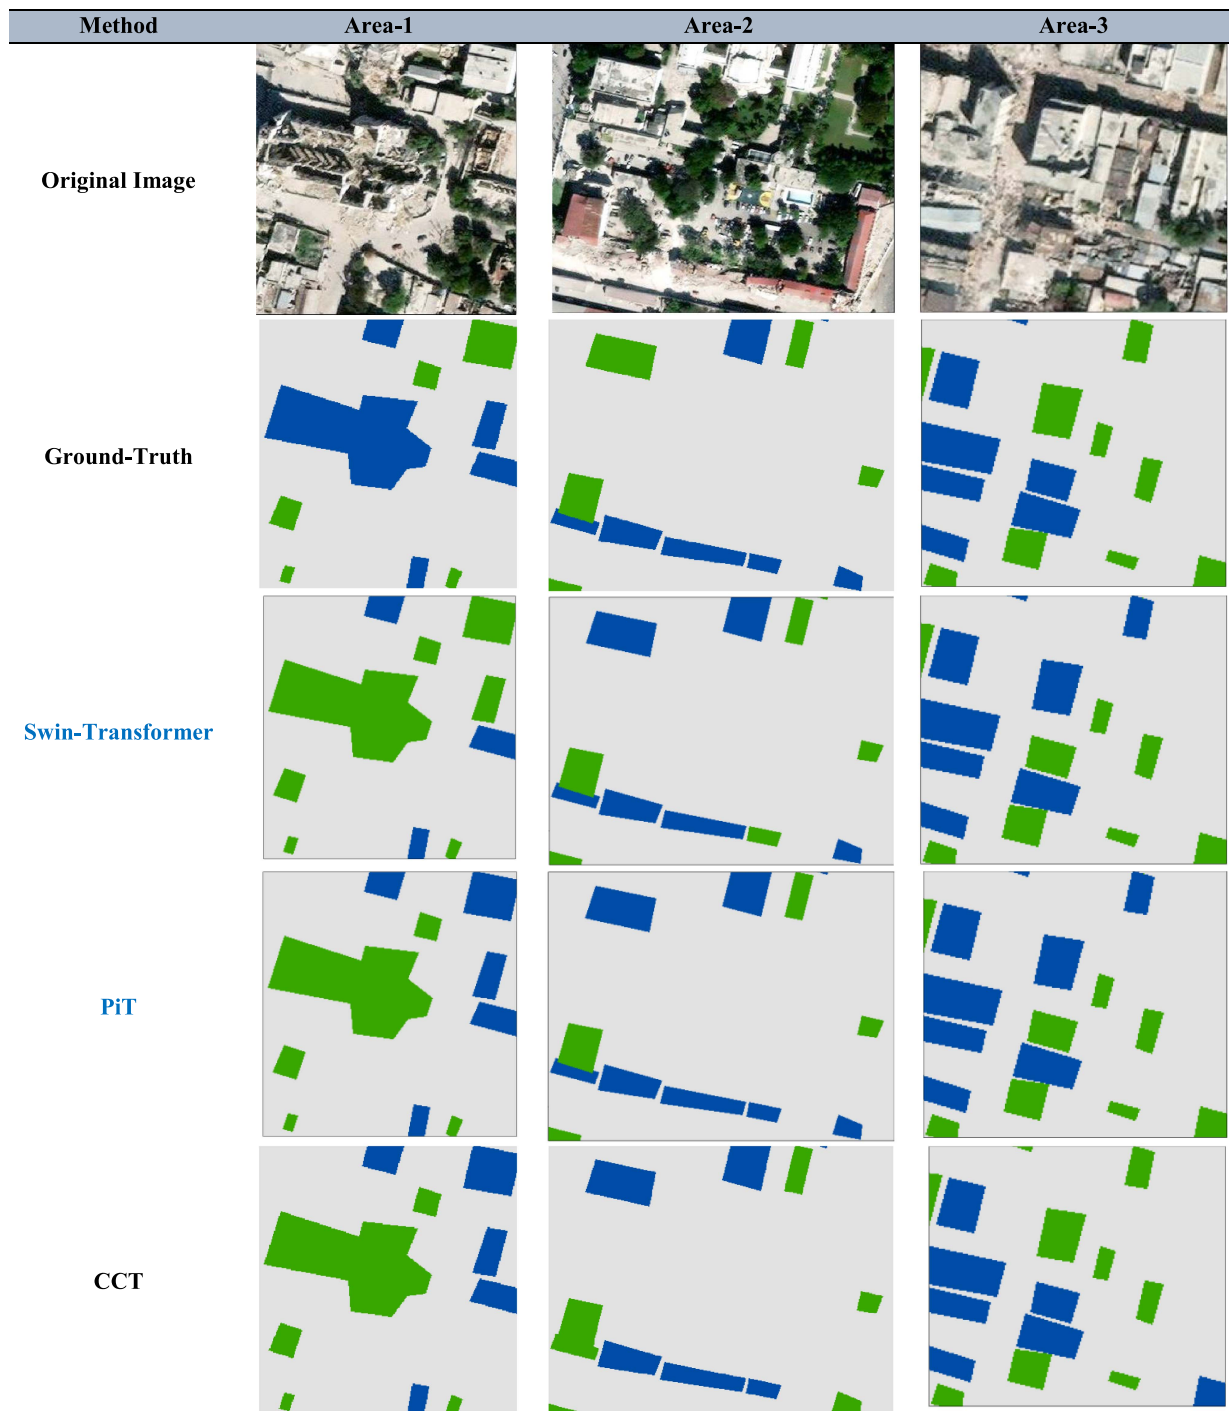 Method Area-1 Area-2 Area-3
Original Image
Ground-Truth
Swin-Transformer
PiT
CCT